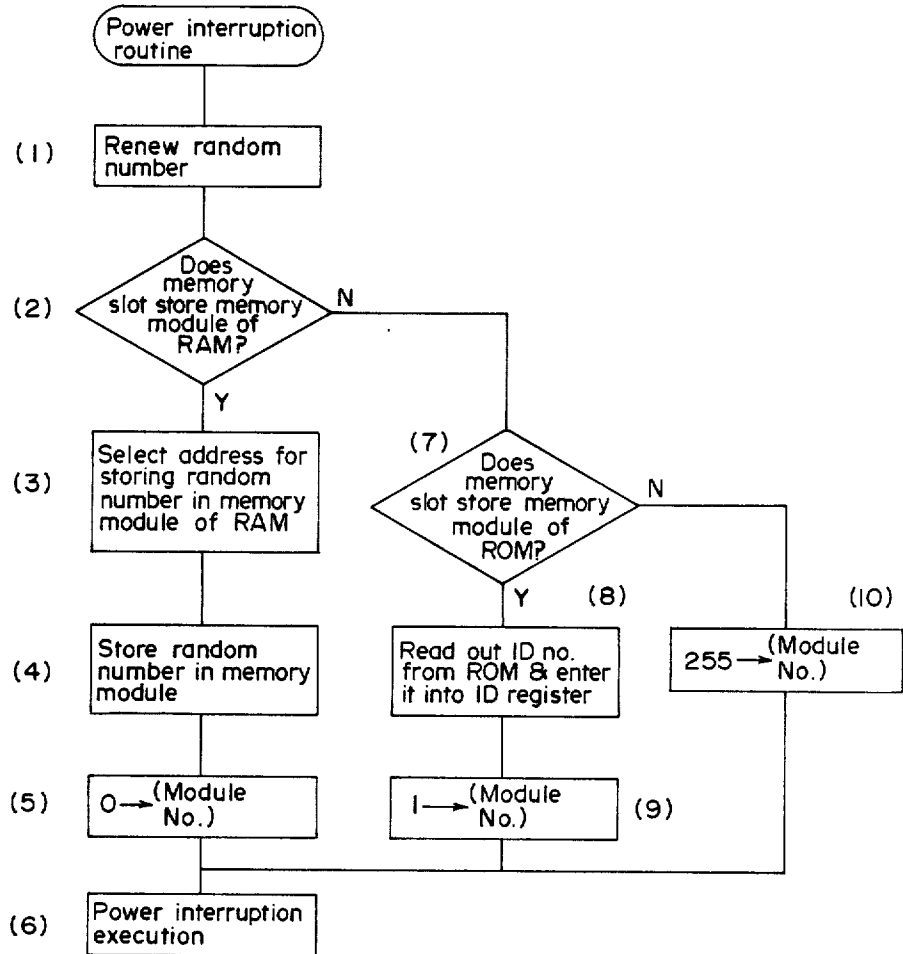 Power interruption
routine
(1)
Renew random
number
(2)
Does
memory
slot store memory
module of
RAM?
N
Y
(3)
Select address for
storing random
number in memory
module of RAM
(4)
Store random
number in memory
module
(5)
0→(Module
No.)
(6)
Power interruption
execution
(7)
Does
memory
slot store memory
module of
ROM?
N
Y
(8)
Read out ID no.
from ROM & enter
it into ID register
1→(Module
No.)
(9)
(10)
255→(Module
No.)